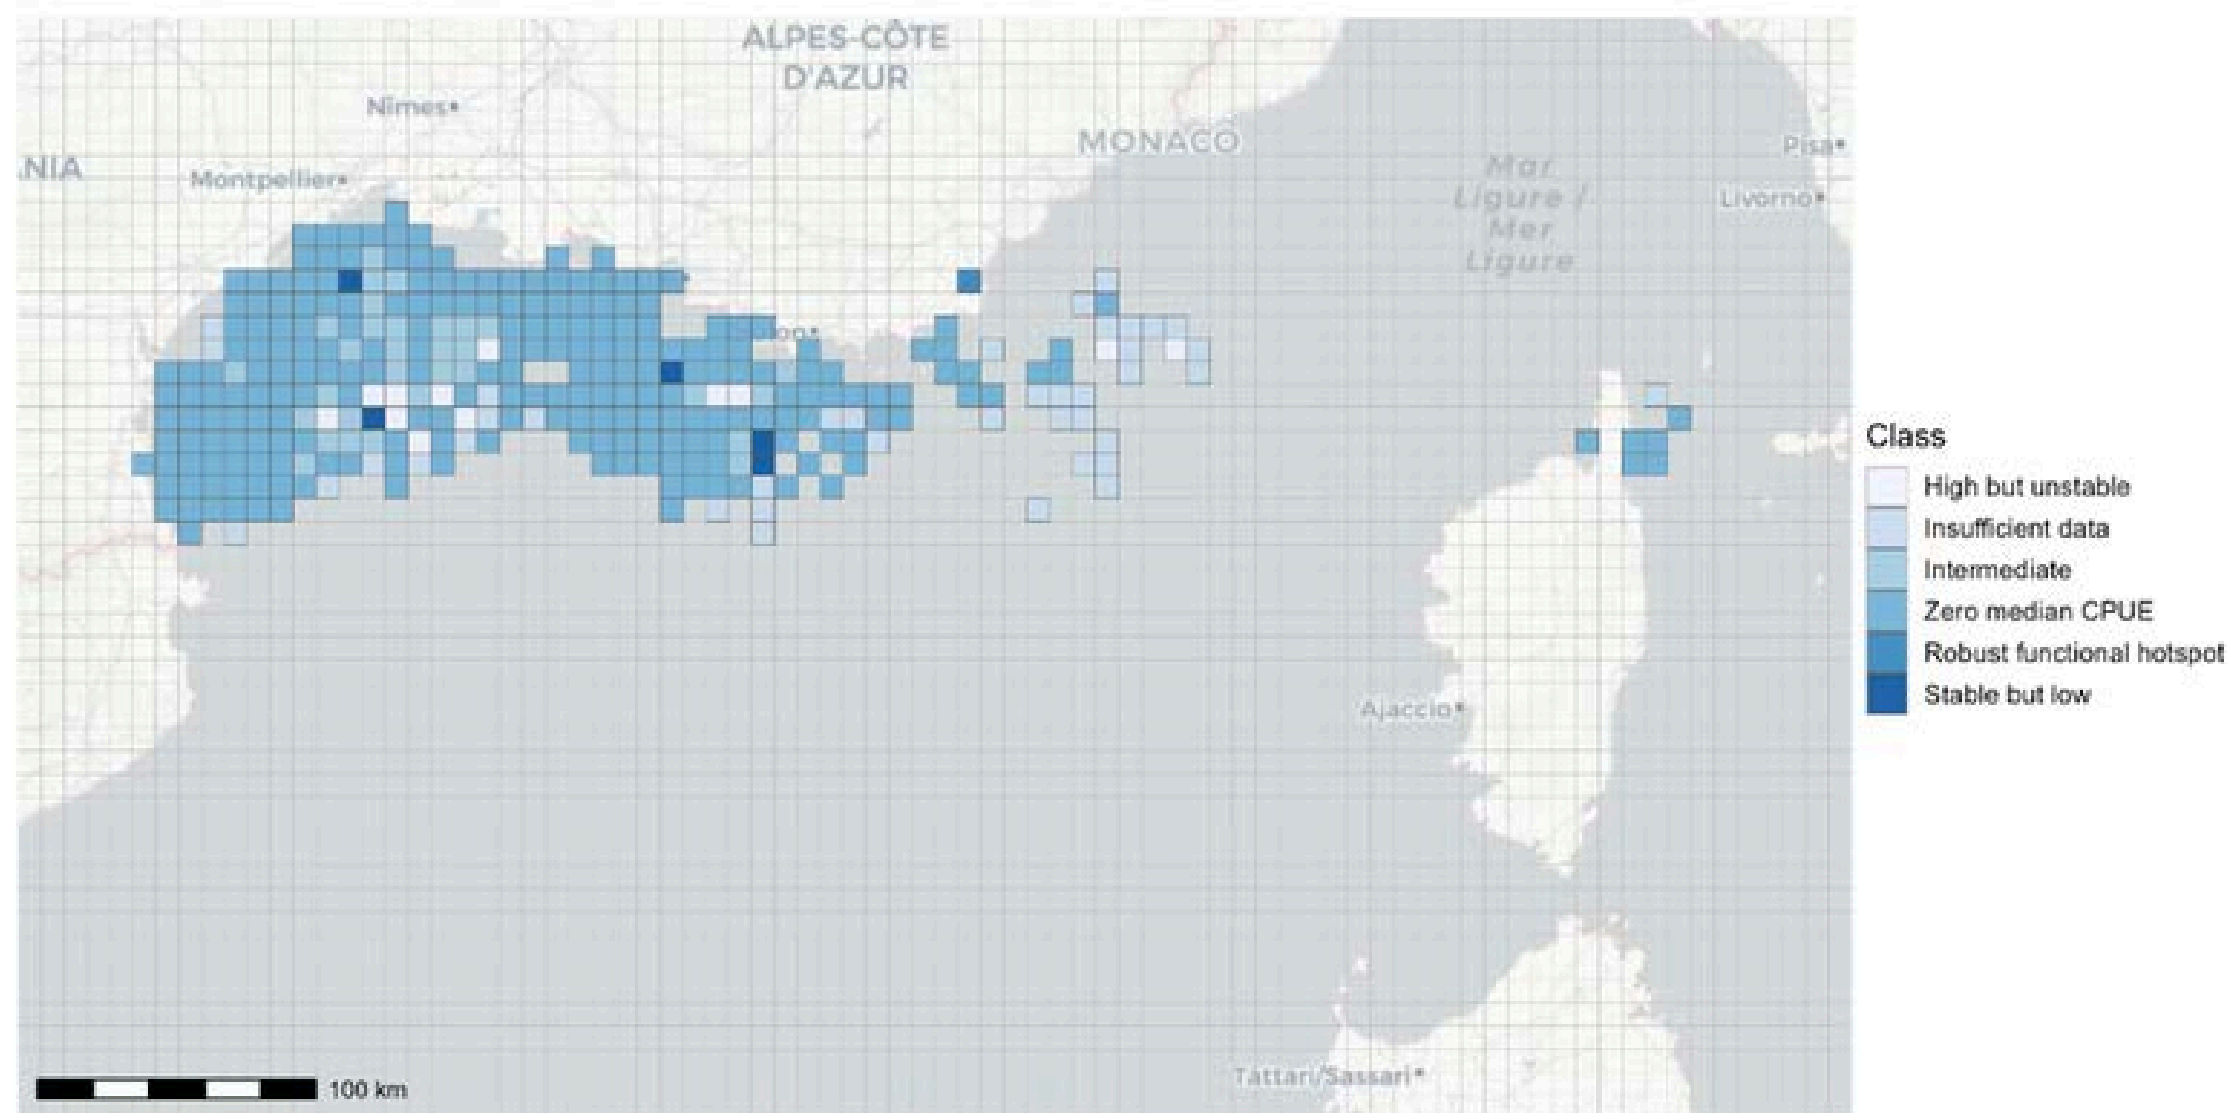 ALPES-CÔTE
D'AZUR
Nîmes
MONACO
NIA
Montpellier
Pisa
Livorno
Mar
Ligure /
Mer
Ligure
Class
High but unstable
Insufficient data
Intermediate
Zero median CPUE
Robust functional hotspot
Stable but low
Ajaccio
Tattari/Sassari
100 km